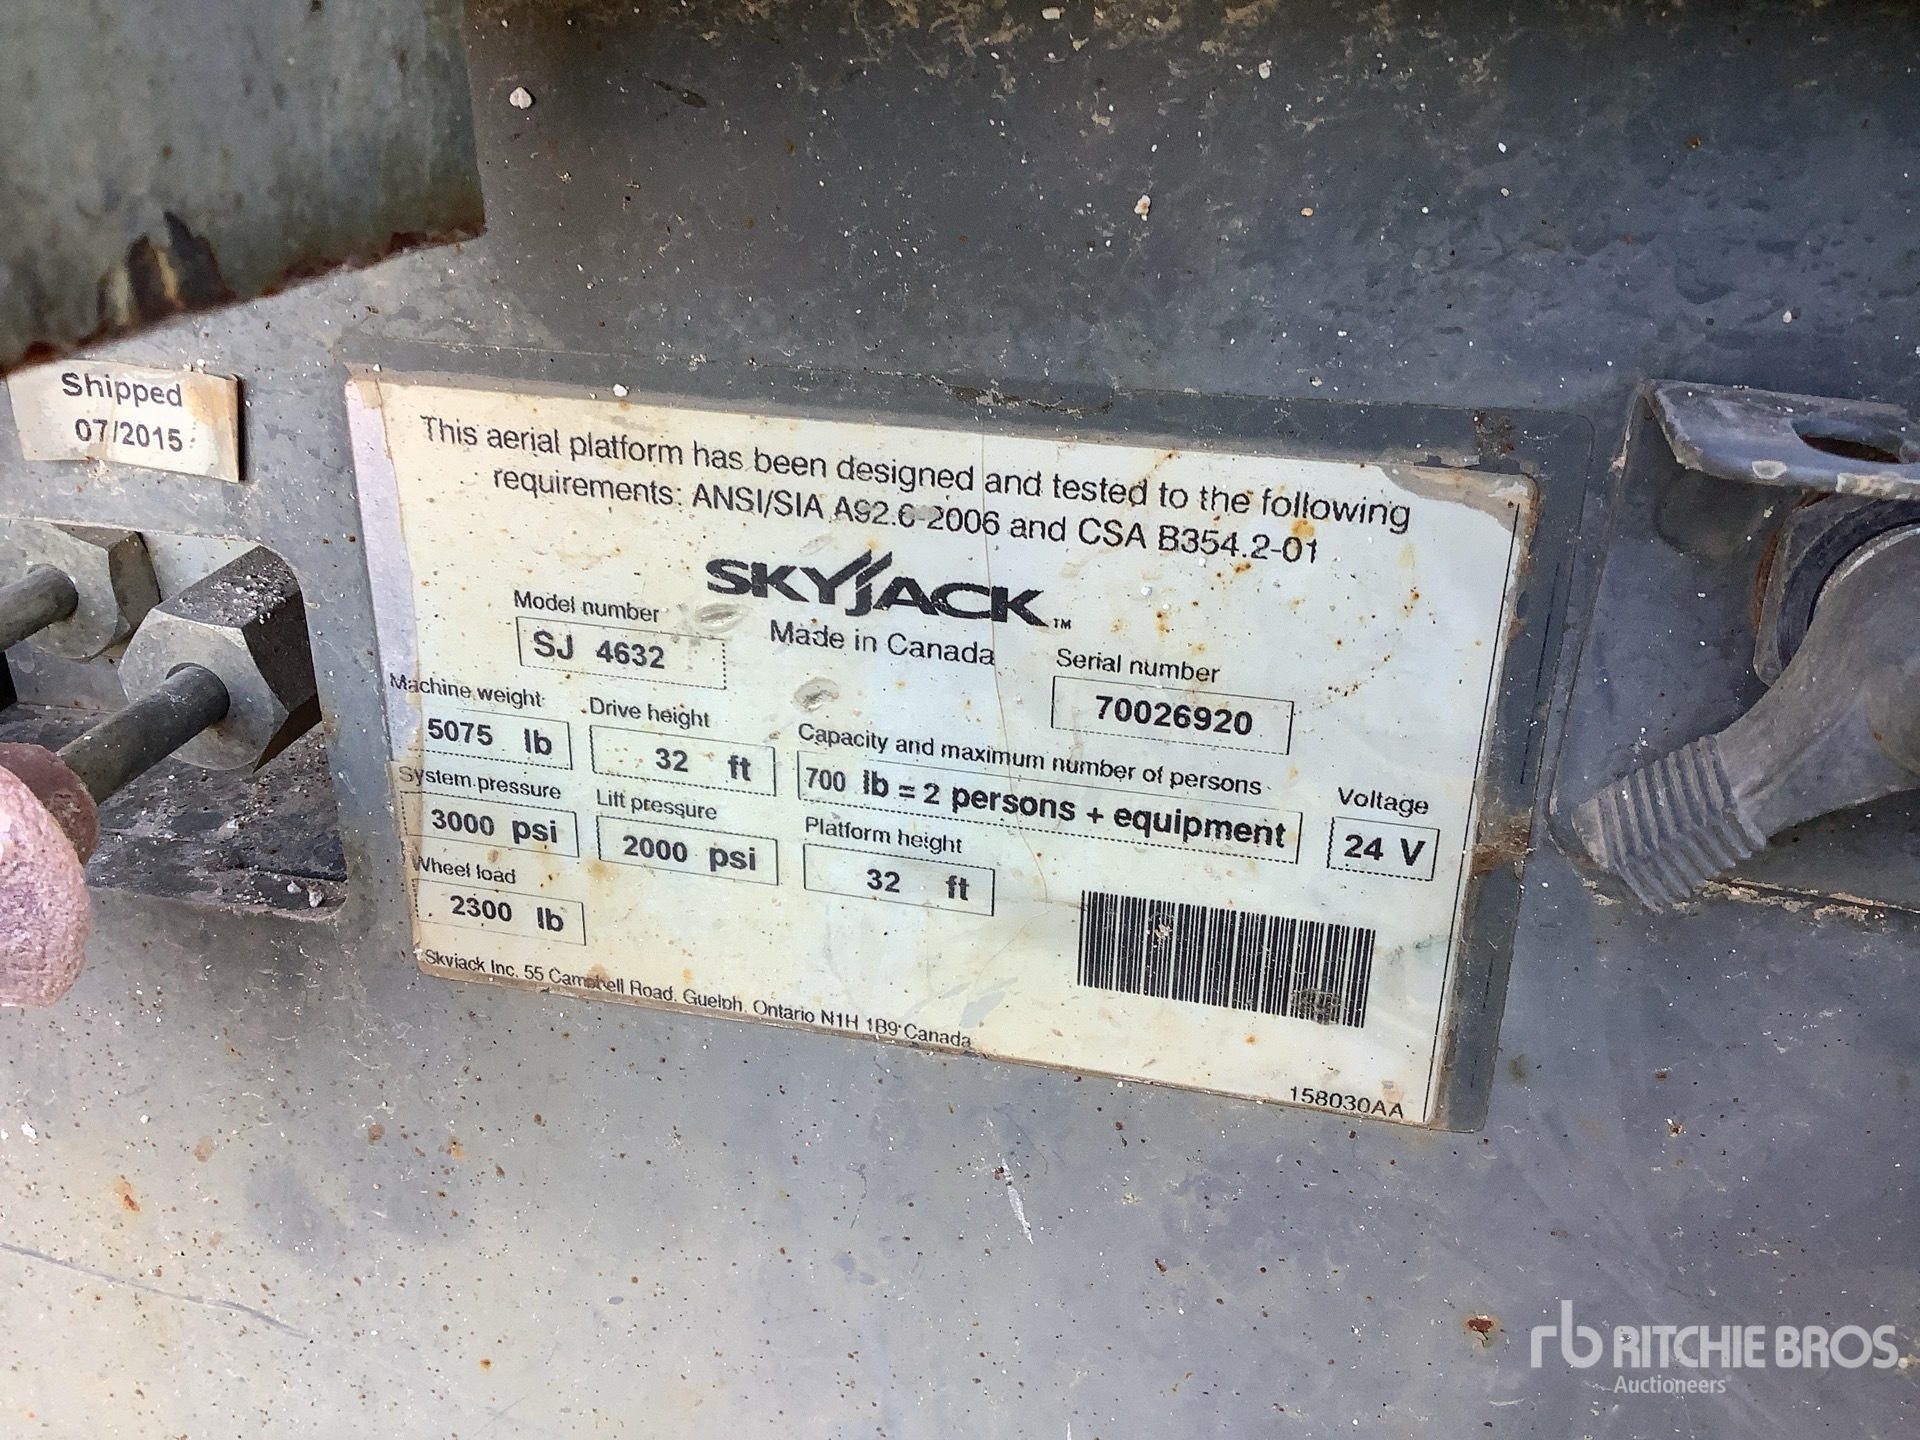 Shipped
07/2015
This aerial platform has been designed and tested to the following
requirements: ANSI/SIA A92.6-2006 and CSA B354.2-01
SKYJACK™
Made in Canada
Model number
SJ 4632
Serial number
70026920
Machine weight
5075 lb
Drive height
32 ft
Capacity and maximum number of persons
700 lb = 2 persons + equipment
Voltage
24 V
System pressure
3000 psi
Lift pressure
2000 psi
Platform height
32 ft
Wheel load
2300 lb
Skyjack Inc. 55 Campbell Road, Guelph, Ontario N1H 1B9 Canada
158030AA
rb RITCHIE BROS.
Auctioneers